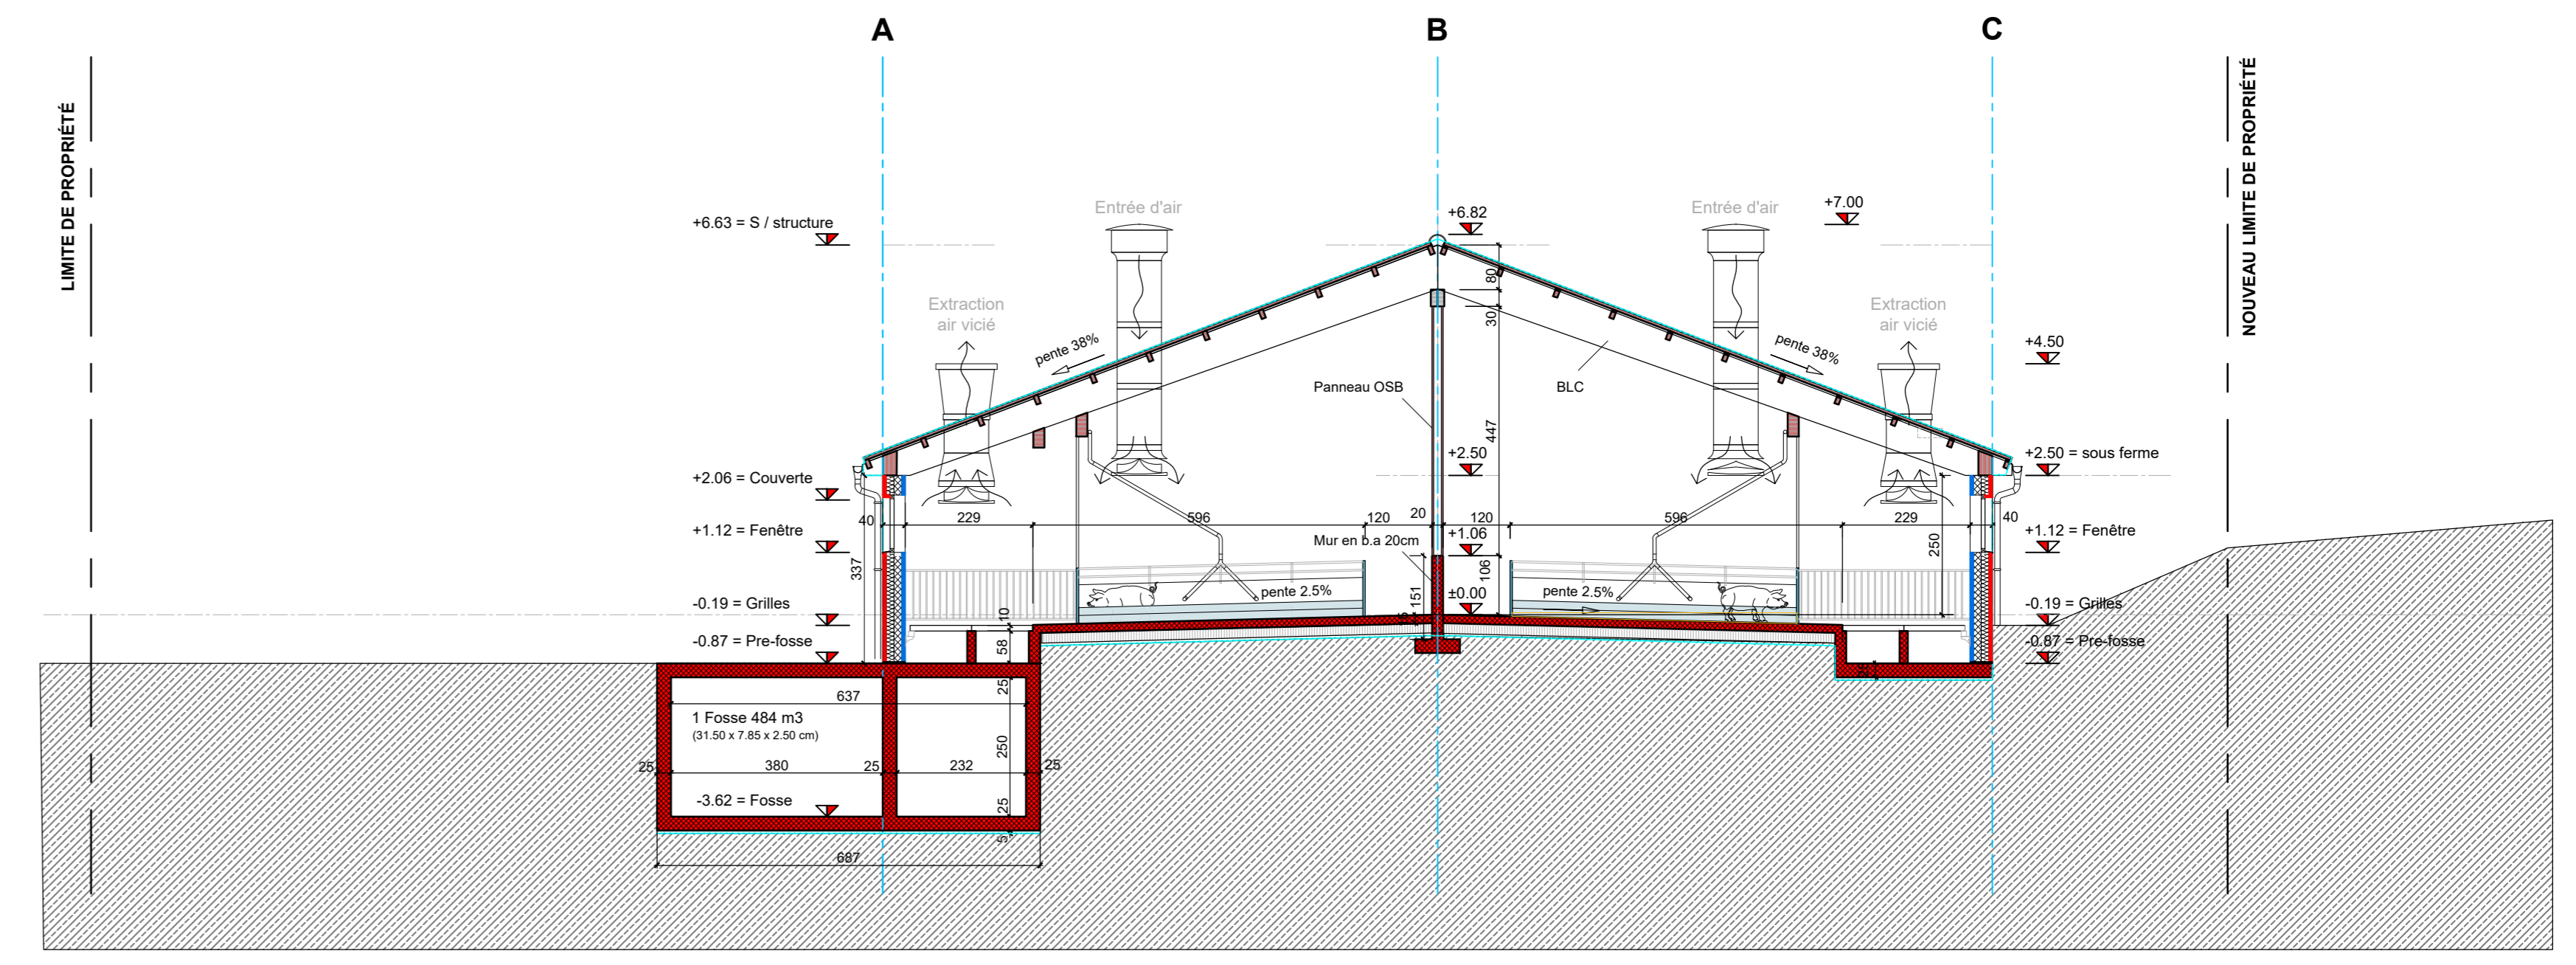 A
B
C
LIMITE DE PROPRIÉTÉ
NOUVEAU LIMITE DE PROPRIÉTÉ
Entrée d'air
Entrée d'air
+7.00
+6.63 = S / structure
+6.82
80
Extraction
air vicié
Extraction
air vicié
30
pente 38%
pente 38%
+4.50
Panneau OSB
BLC
447
+2.50
+2.50 = sous ferme
+2.06 = Couverte
40
229
596
120
20
120
596
229
40
+1.12 = Fenêtre
Mur en b.a 20cm
+1.06
+1.12 = Fenêtre
250
337
106
151
pente 2.5%
pente 2.5%
±0.00
-0.19 = Grilles
10
-0.19 = Grilles
-0.87 = Pre-fosse
58
-0.87 = Pre-fosse
25
637
1 Fosse 484 m3
(31.50 x 7.85 x 2.50 cm)
250
25
380
25
232
25
-3.62 = Fosse
25
5
687